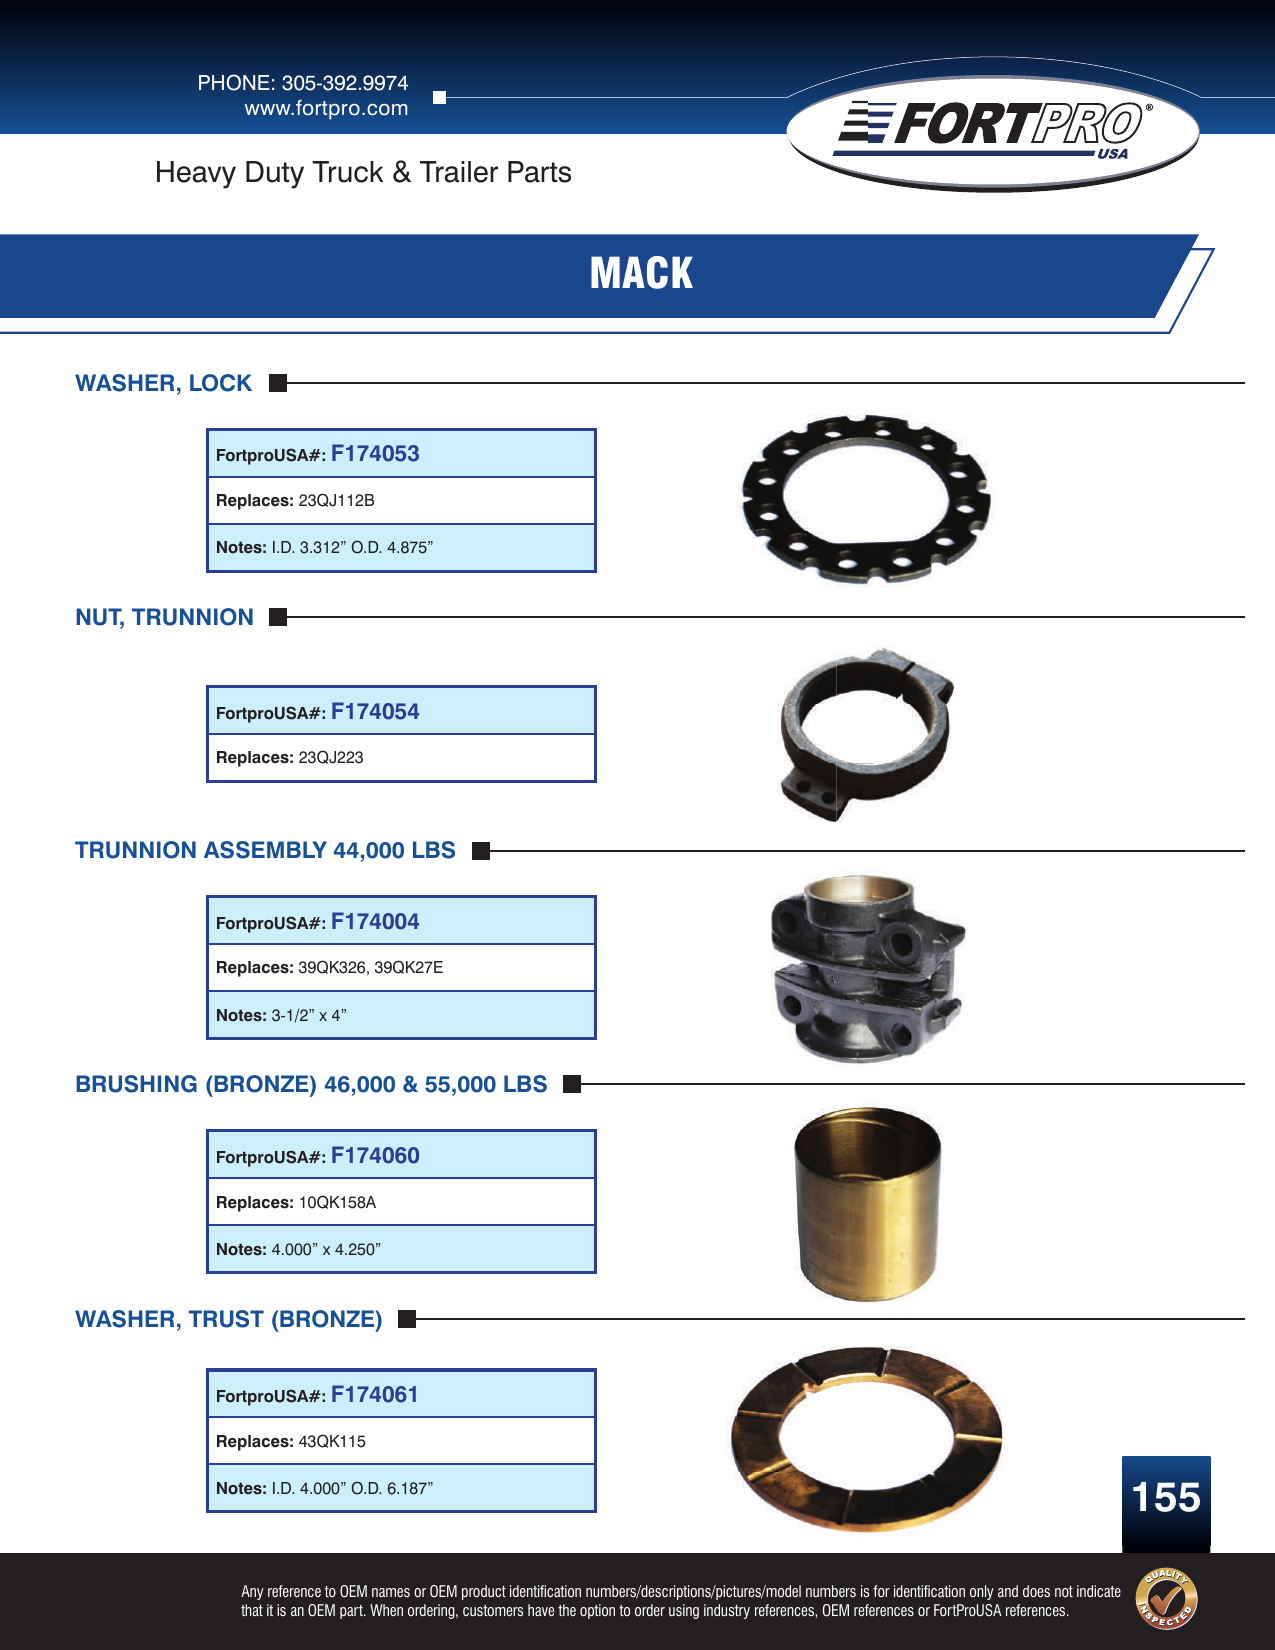 PHONE: 305-392.9974
www.fortpro.com
FORTPRO®
USA
Heavy Duty Truck & Trailer Parts
MACK
WASHER, LOCK
FortproUSA#: F174053
Replaces: 23QJ112B
Notes: I.D. 3.312” O.D. 4.875”
NUT, TRUNNION
FortproUSA#: F174054
Replaces: 23QJ223
TRUNNION ASSEMBLY 44,000 LBS
FortproUSA#: F174004
Replaces: 39QK326, 39QK27E
Notes: 3-1/2” x 4”
BRUSHING (BRONZE) 46,000 & 55,000 LBS
FortproUSA#: F174060
Replaces: 10QK158A
Notes: 4.000” x 4.250”
WASHER, TRUST (BRONZE)
FortproUSA#: F174061
Replaces: 43QK115
Notes: I.D. 4.000” O.D. 6.187”
155
Any reference to OEM names or OEM product identification numbers/descriptions/pictures/model numbers is for identification only and does not indicate
that it is an OEM part. When ordering, customers have the option to order using industry references, OEM references or FortProUSA references.
QUALITY
INSPECTED